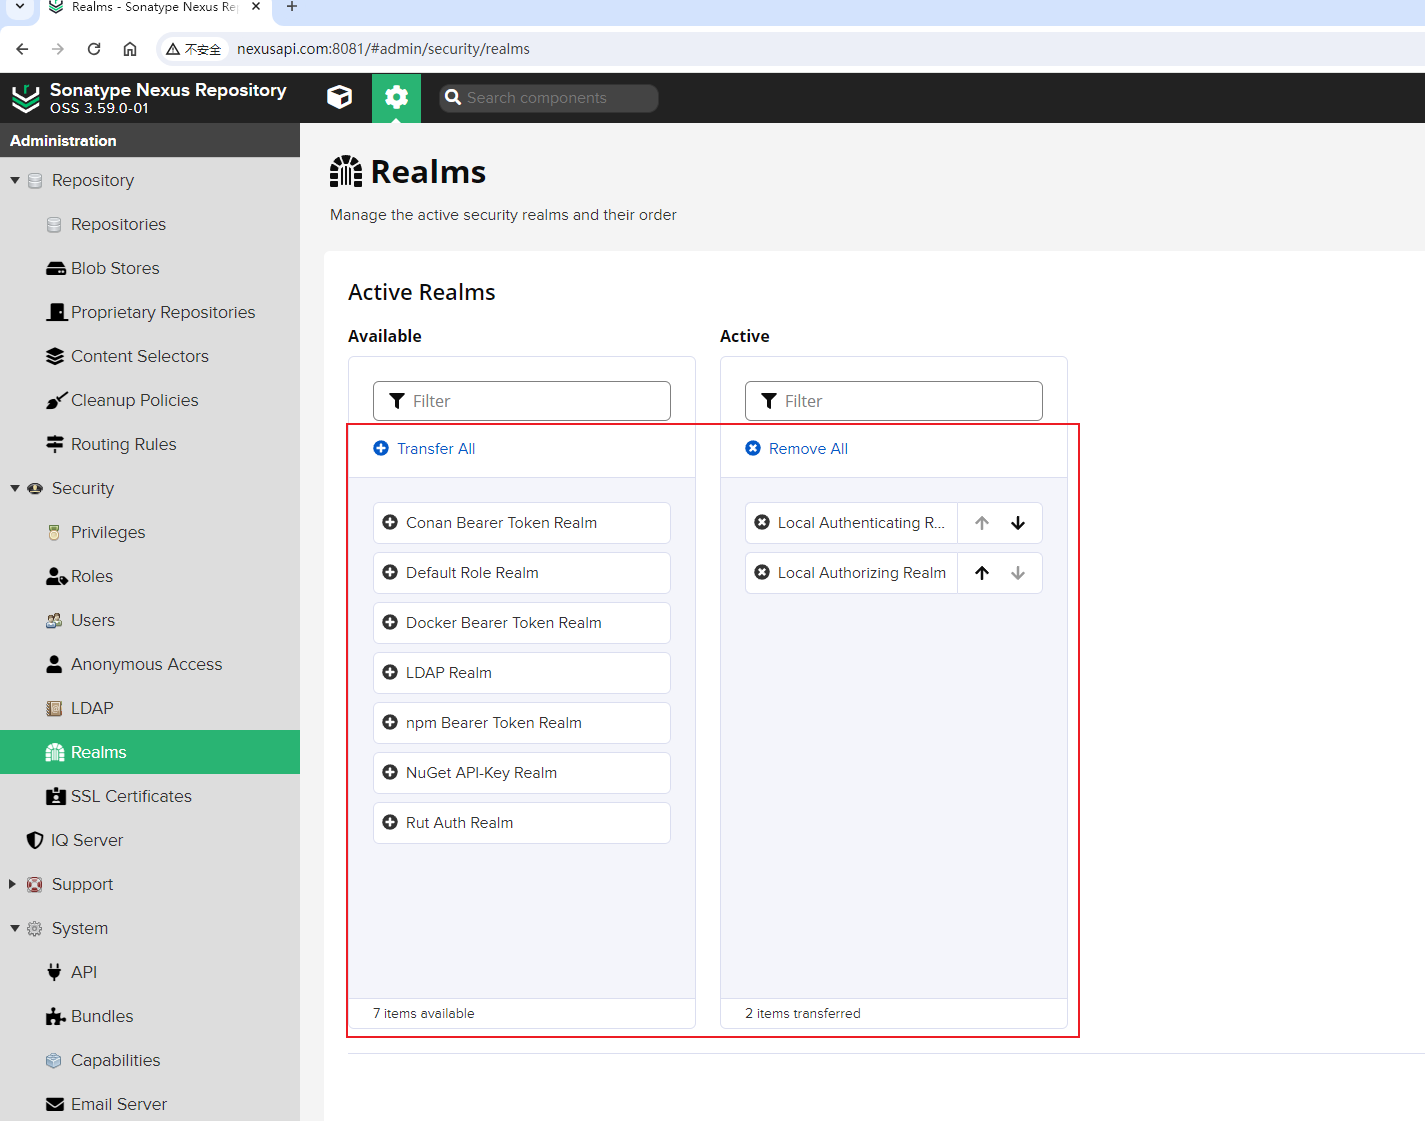 Realms - Sonatype Nexus Re
不安全
nexusapi.com:8081/#admin/security/realms
Sonatype Nexus Repository
OSS 3.59.0-01
Search components
Administration
Repository
Repositories
Blob Stores
Proprietary Repositories
Content Selectors
Cleanup Policies
Routing Rules
Security
Privileges
Roles
Users
Anonymous Access
LDAP
Realms
SSL Certificates
IQ Server
Support
System
API
Bundles
Capabilities
Email Server
Realms
Manage the active security realms and their order
Active Realms
Available
Filter
Transfer All
Conan Bearer Token Realm
Default Role Realm
Docker Bearer Token Realm
LDAP Realm
npm Bearer Token Realm
NuGet API-Key Realm
Rut Auth Realm
7 items available
Active
Filter
Remove All
Local Authenticating R...
Local Authorizing Realm
2 items transferred